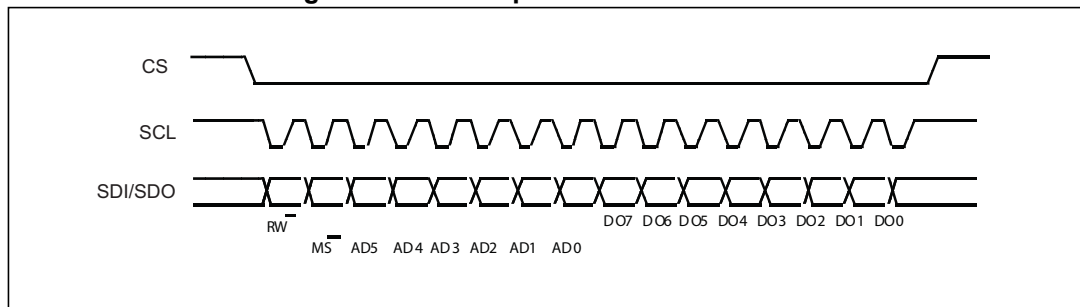 CS
SCL
SDI/SDO
RW
DO7 DO6 DO5 DO4 DO3 DO2 DO1 DO0
MS AD5 AD4 AD3 AD2 AD1 AD0